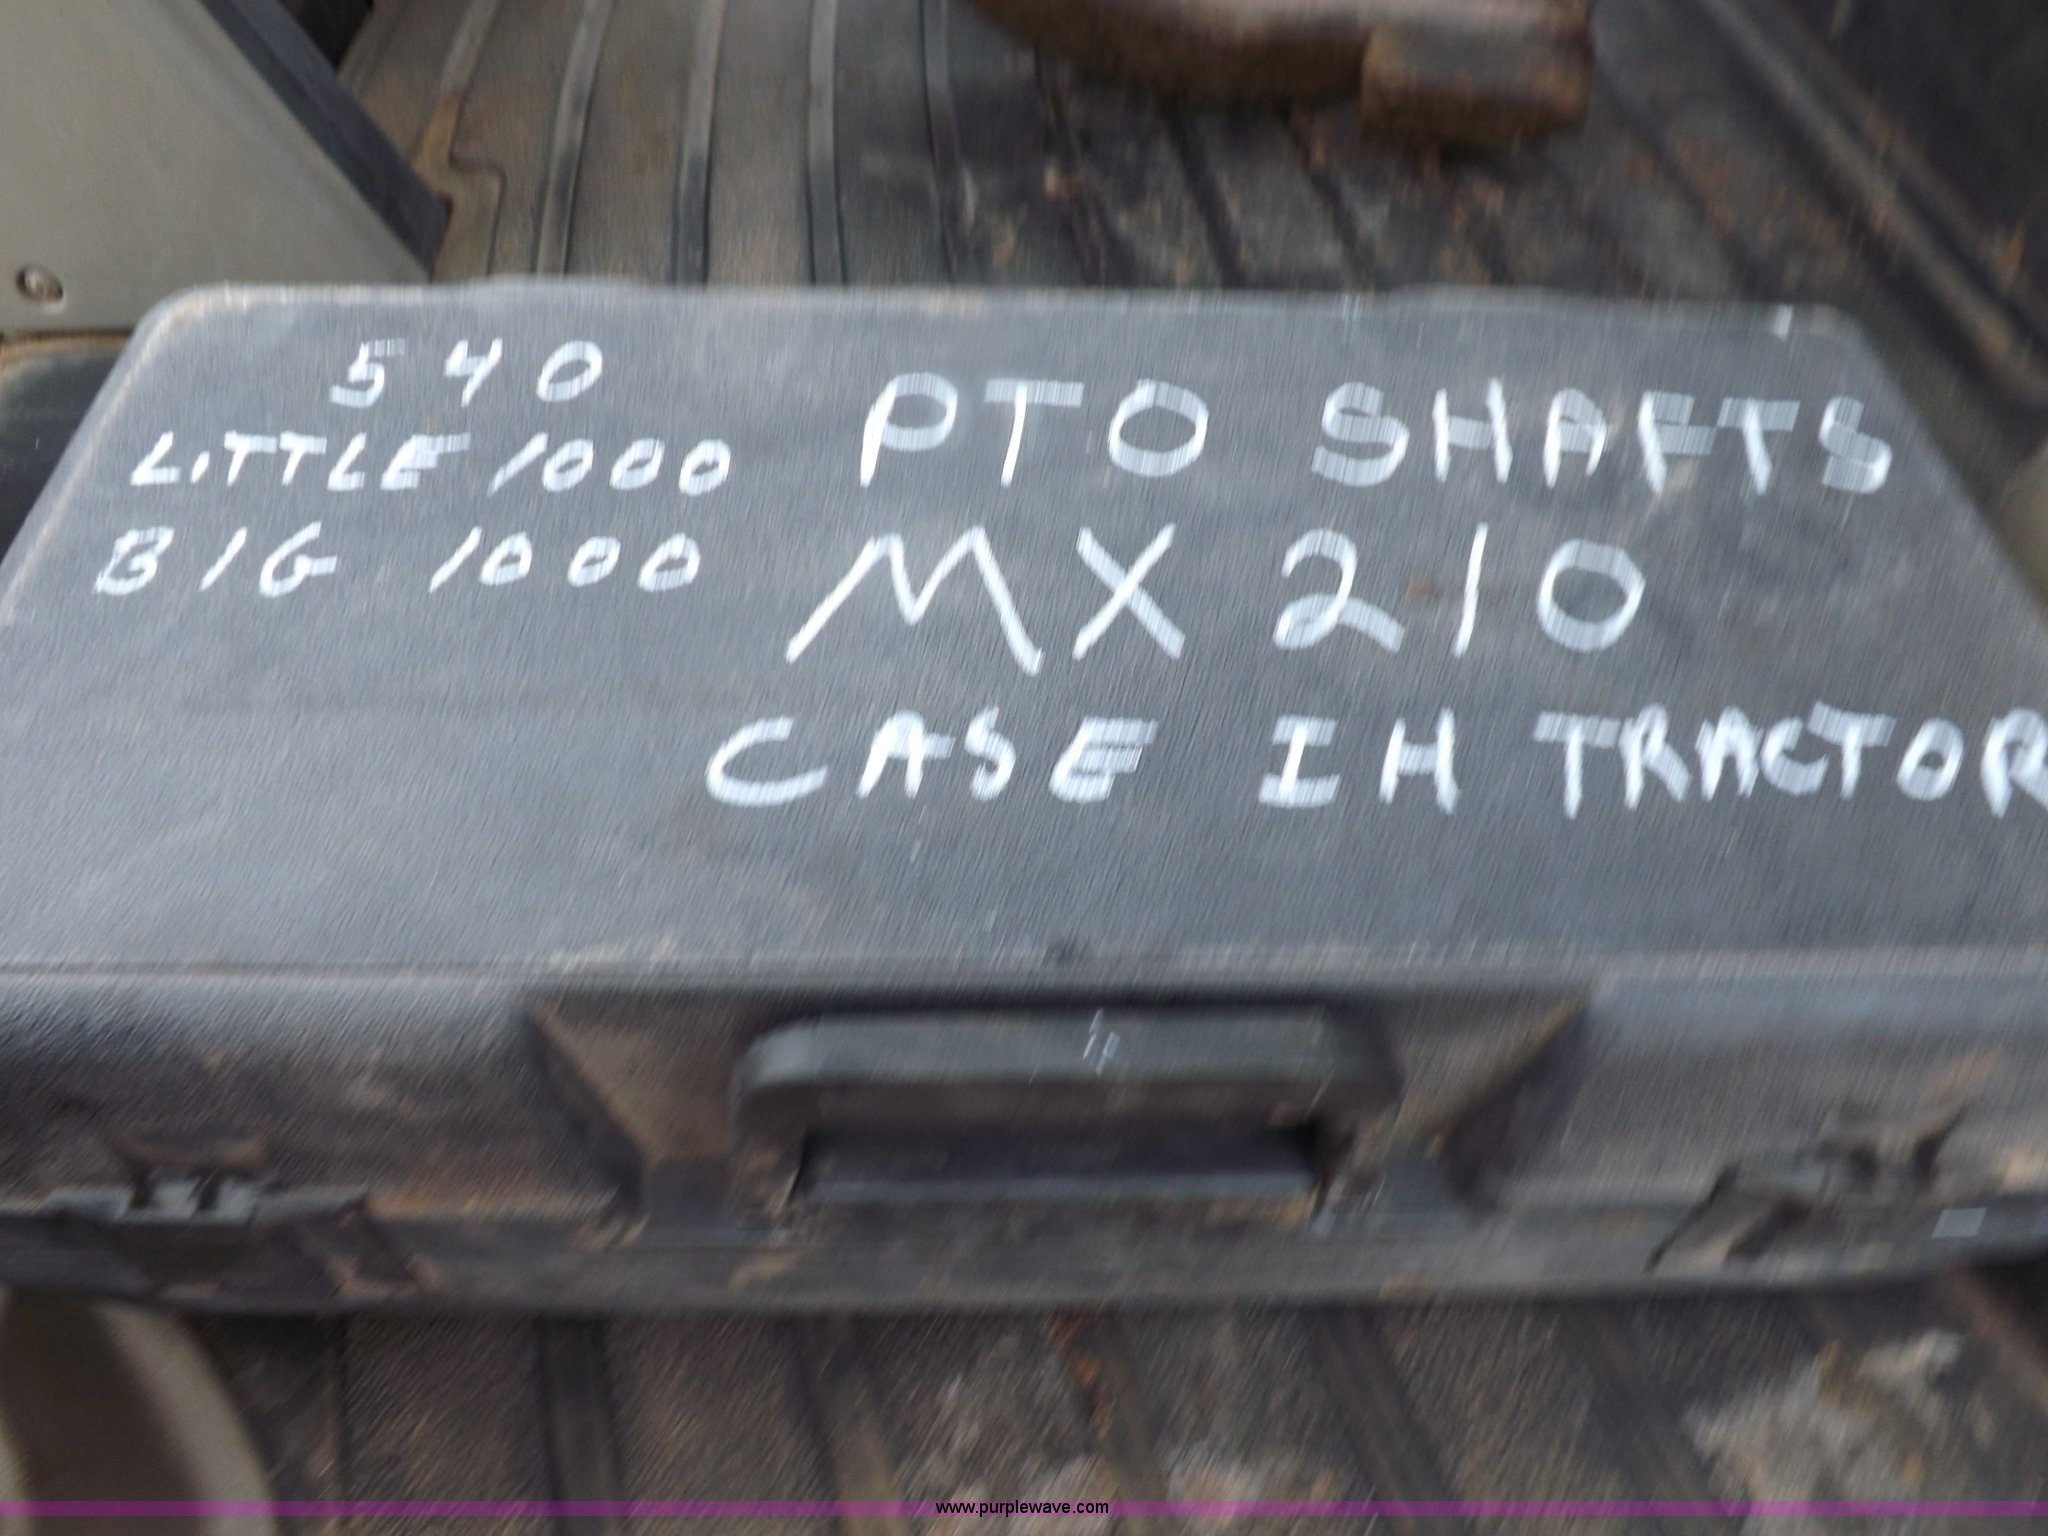 540
LITTLE 1000
BIG 1000
PTO SHAFTS
MX 210
CASE IH TRACTOR
www.purplewave.com